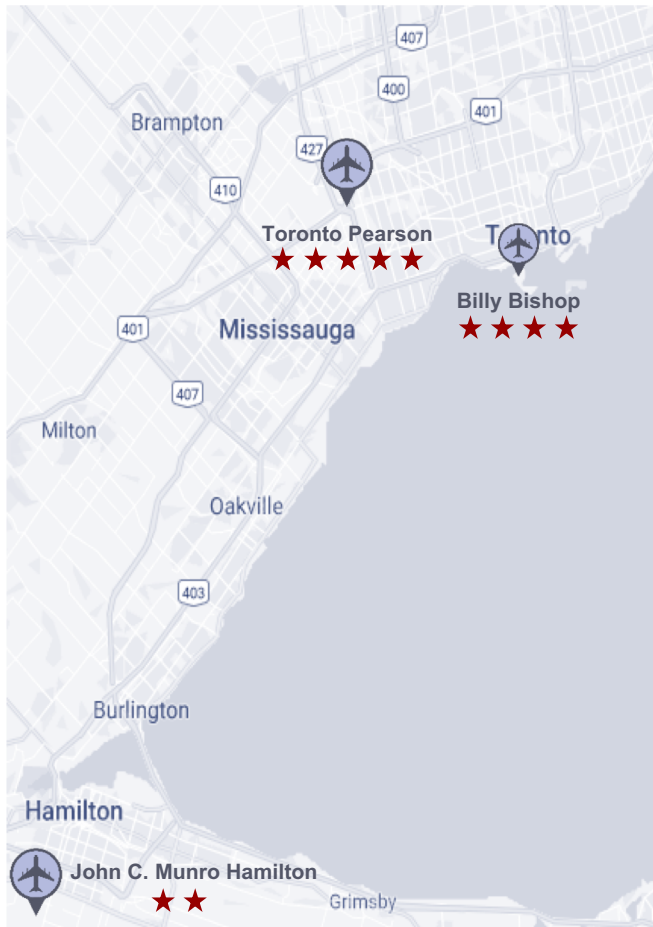 407
400
401
Brampton
427
410
Toronto Pearson
T nto
Billy Bishop
401
Mississauga
407
Milton
Oakville
403
Burlington
Hamilton
John C. Munro Hamilton
Grimsby